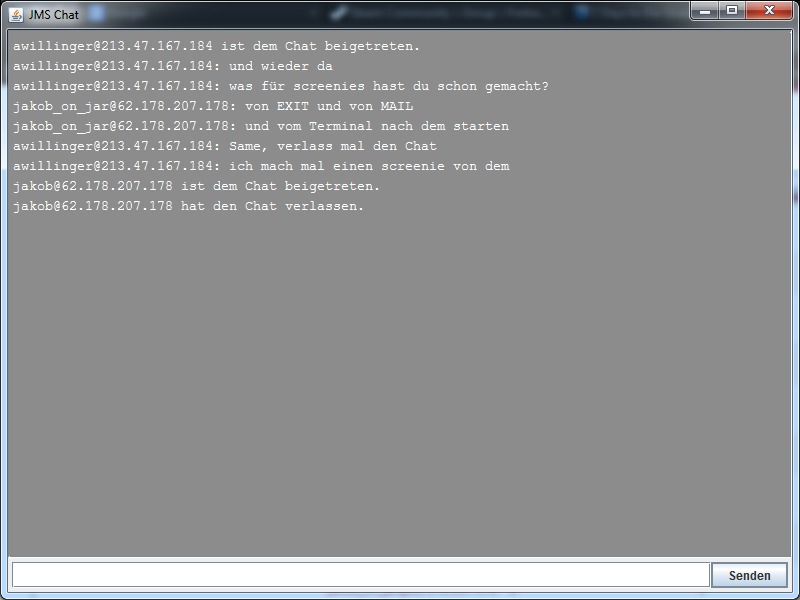 JMS Chat
awillinger@213.47.167.184 ist dem Chat beigetreten.
awillinger@213.47.167.184: und wieder da
awillinger@213.47.167.184: was für screenies hast du schon gemacht?
jakob_on_jar@62.178.207.178: von EXIT und von MAIL
jakob_on_jar@62.178.207.178: und vom Terminal nach dem starten
awillinger@213.47.167.184: Same, verlass mal den Chat
awillinger@213.47.167.184: ich mach mal einen screenie von dem
jakob@62.178.207.178 ist dem Chat beigetreten.
jakob@62.178.207.178 hat den Chat verlassen.
Senden